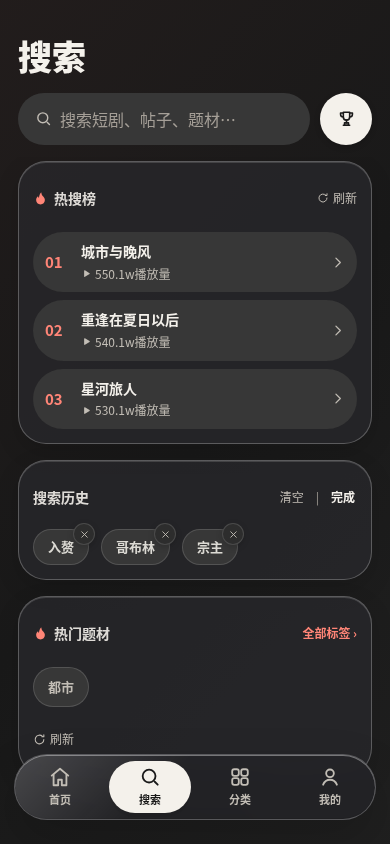 搜索
搜索短剧、帖子、题材…
热搜榜
刷新
01
城市与晚风
550.1w播放量
02
重逢在夏日以后
540.1w播放量
03
星河旅人
530.1w播放量
搜索历史
清空 | 完成
入赘
哥布林
宗主
热门题材
全部标签 ›
都市
刷新
首页
搜索
分类
我的